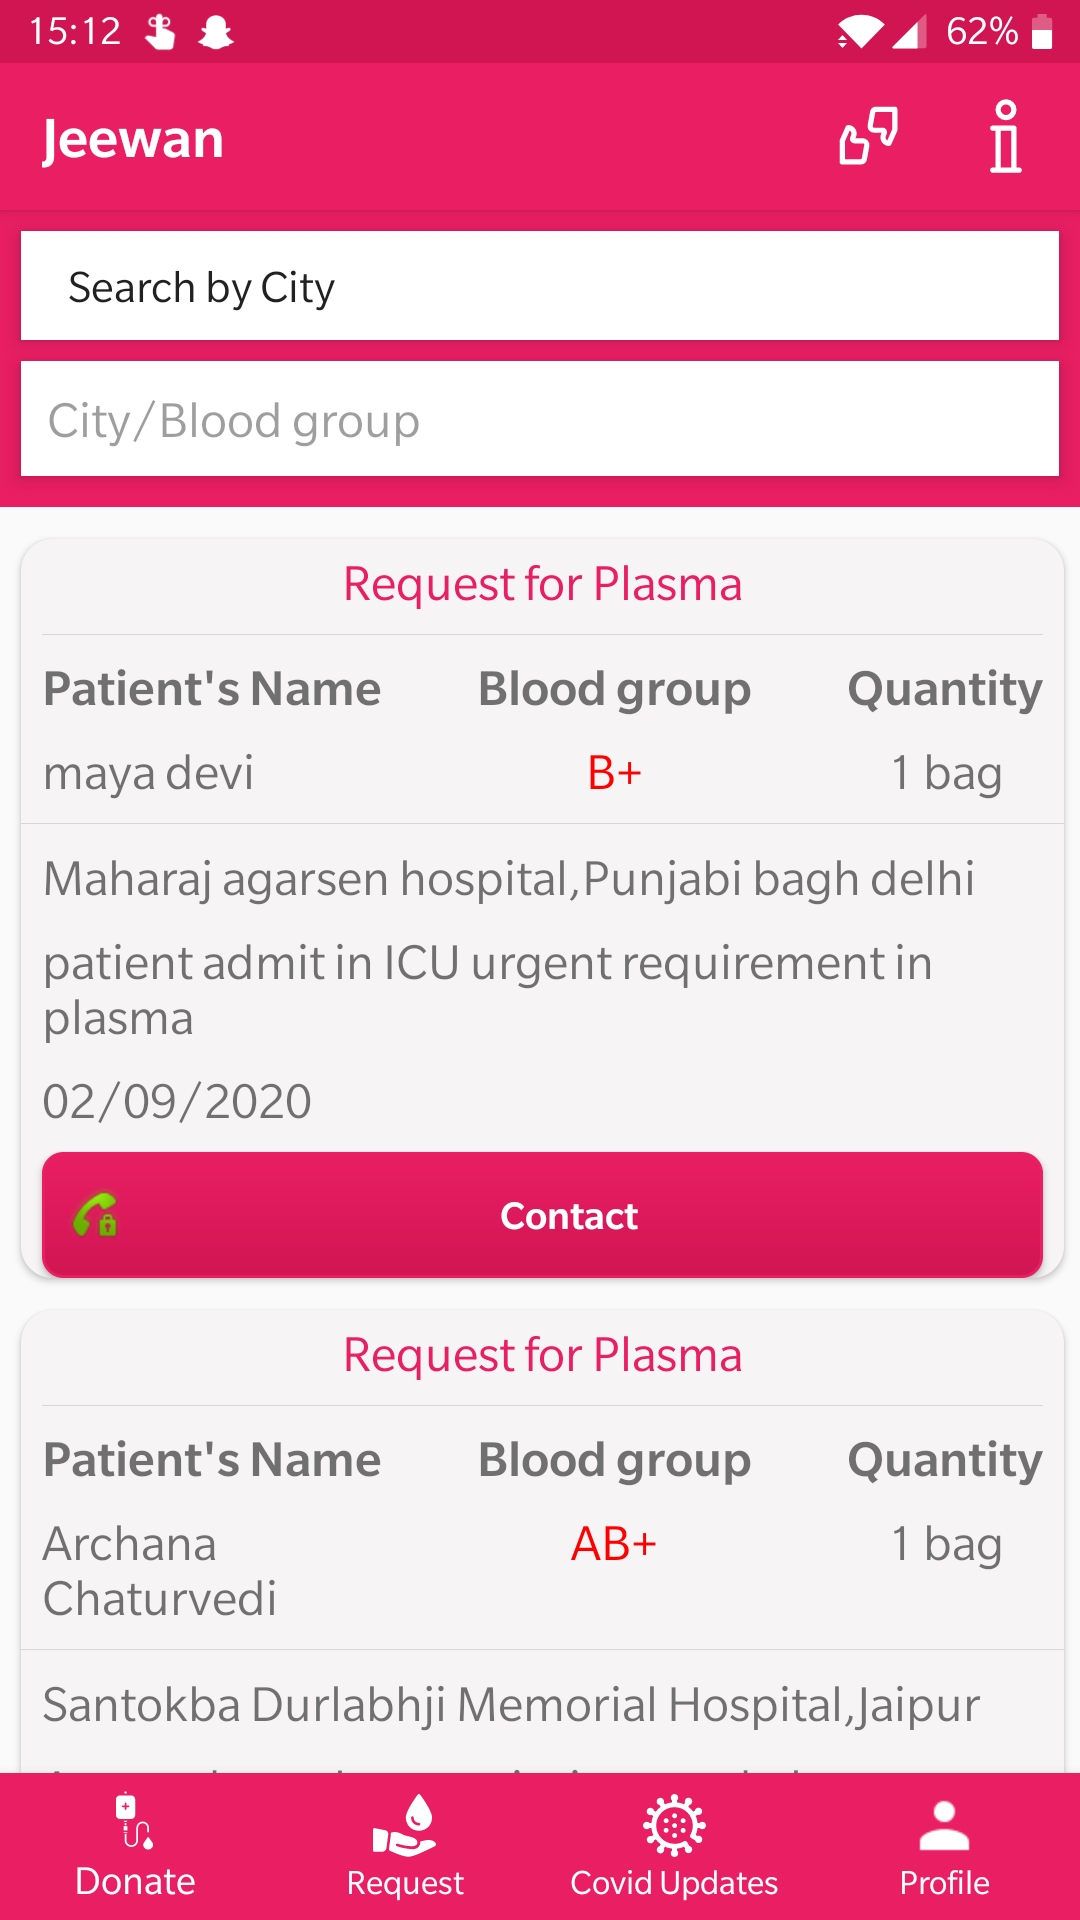 15:12
62%
Jeewan
Search by City
City/Blood group
Request for Plasma
Patient's Name Blood group Quantity
maya devi B+ 1 bag
Maharaj agarsen hospital,Punjabi bagh delhi
patient admit in ICU urgent requirement in
plasma
02/09/2020
Contact
Request for Plasma
Patient's Name Blood group Quantity
Archana AB+ 1 bag
Chaturvedi
Santokba Durlabhji Memorial Hospital,Jaipur
Donate Request Covid Updates Profile